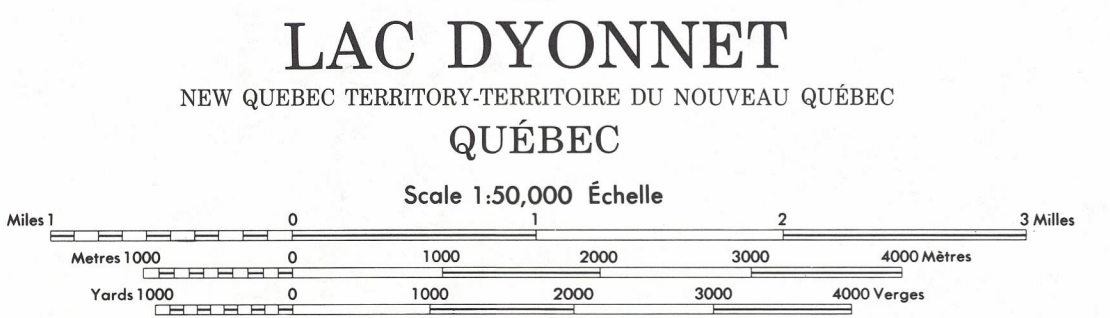 LAC DYONNET
NEW QUEBEC TERRITORY-TERRITOIRE DU NOUVEAU QUÉBEC
QUÉBEC
Scale 1:50,000 Échelle
Miles 1 0 1 2 3 Milles
Metres 1000 0 1000 2000 3000 4000 Mètres
Yards 1000 0 1000 2000 3000 4000 Verges